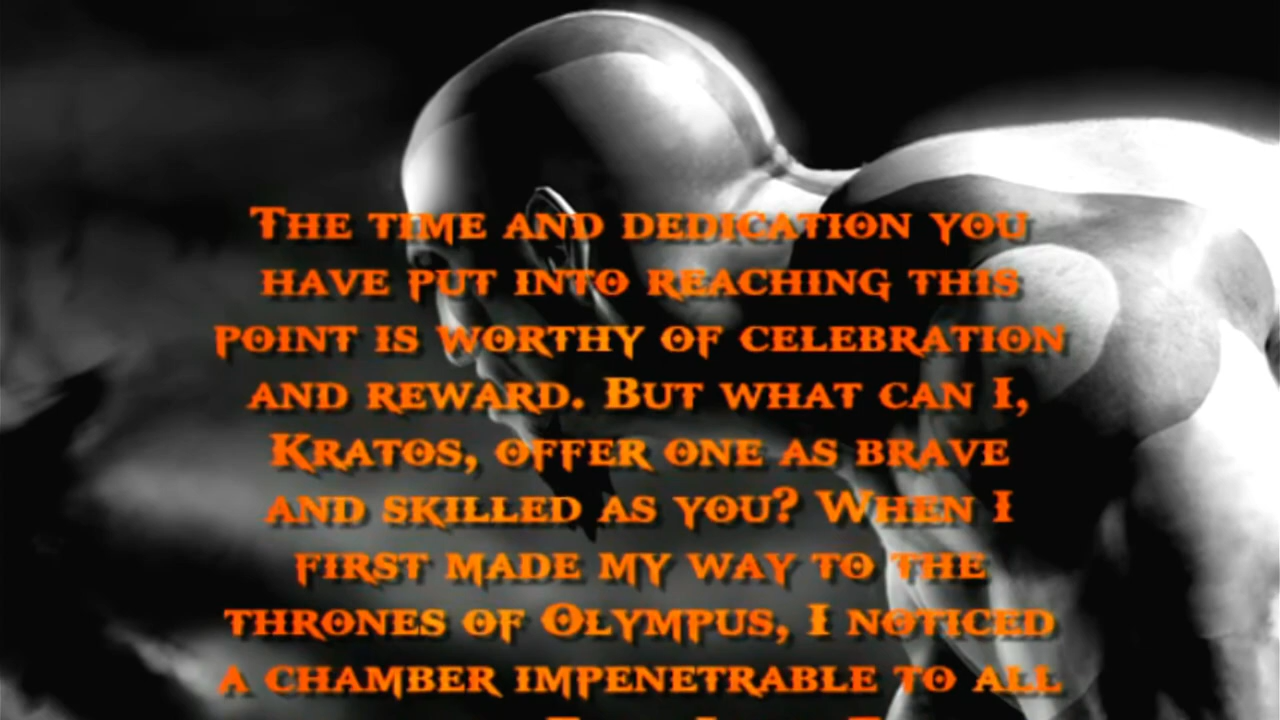 The time and dedication you
have put into reaching this
point is worthy of celebration
and reward. But what can I,
Kratos, offer one as brave
and skilled as you? When I
first made my way to the
thrones of Olympus, I noticed
a chamber impenetrable to all